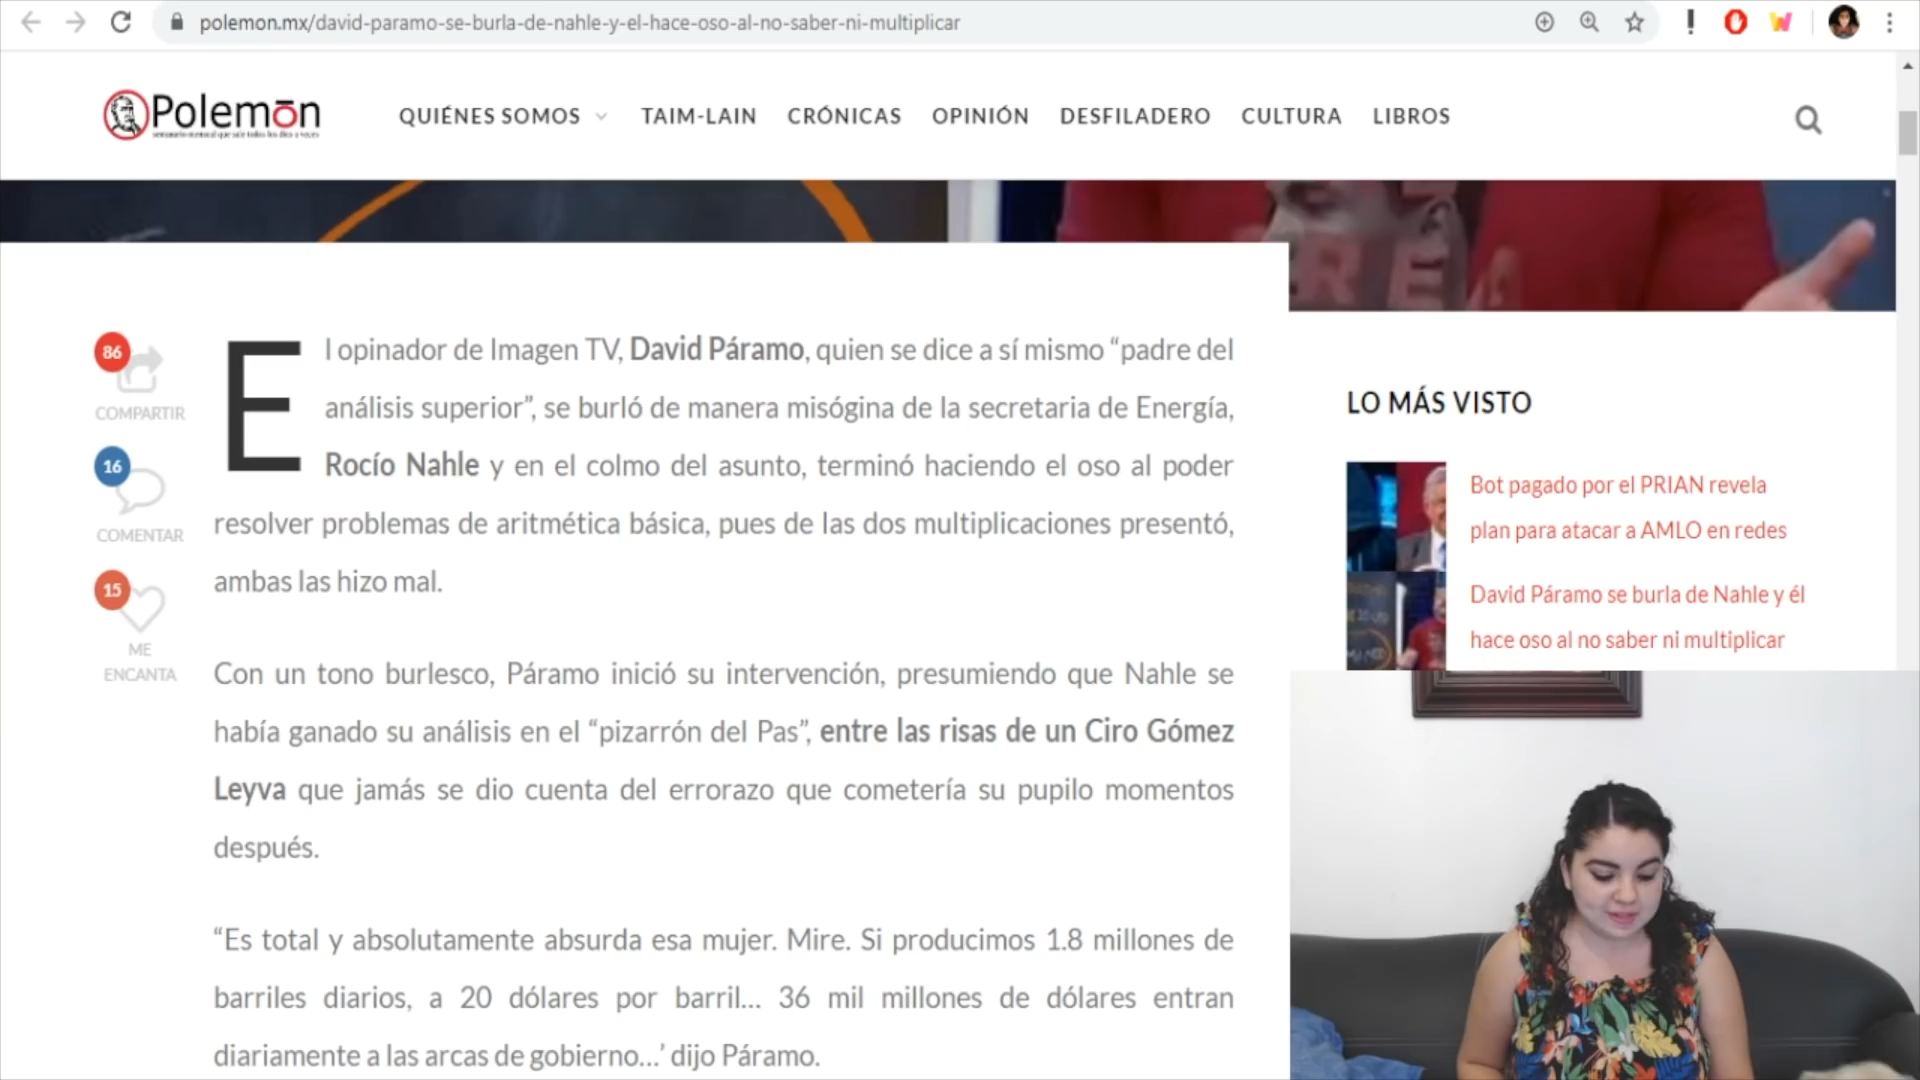 polemon.mx/david-paramo-se-burla-de-nahle-y-el-hace-oso-al-no-saber-ni-multiplicar
Polemōn
semanario mensual que sale todos los días a veces
QUIÉNES SOMOS
TAIM-LAIN
CRÓNICAS
OPINIÓN
DESFILADERO
CULTURA
LIBROS
86
COMPARTIR
16
COMENTAR
15
ME
ENCANTA
El opinador de Imagen TV, David Páramo, quien se dice a sí mismo “padre del
análisis superior”, se burló de manera misógina de la secretaria de Energía,
Rocío Nahle y en el colmo del asunto, terminó haciendo el oso al poder
resolver problemas de aritmética básica, pues de las dos multiplicaciones presentó,
ambas las hizo mal.
Con un tono burlesco, Páramo inició su intervención, presumiendo que Nahle se
había ganado su análisis en el “pizarrón del Pas”, entre las risas de un Ciro Gómez
Leyva que jamás se dio cuenta del errorazo que cometería su pupilo momentos
después.
“Es total y absolutamente absurda esa mujer. Mire. Si producimos 1.8 millones de
barriles diarios, a 20 dólares por barril... 36 mil millones de dólares entran
diariamente a las arcas de gobierno...’ dijo Páramo.
LO MÁS VISTO
Bot pagado por el PRIAN revela
plan para atacar a AMLO en redes
David Páramo se burla de Nahle y él
hace oso al no saber ni multiplicar